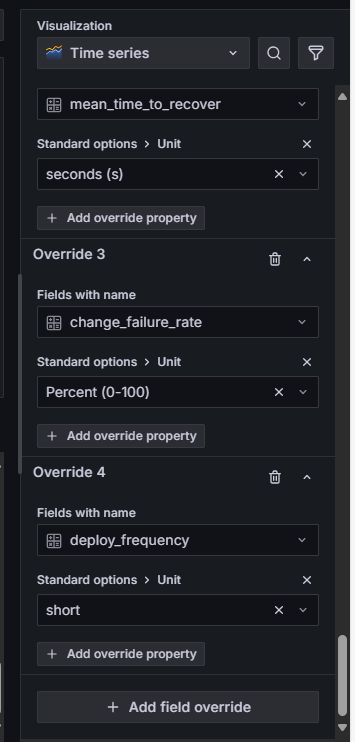 Visualization
Time series
mean_time_to_recover
Standard options > Unit
seconds (s)
+ Add override property
Override 3
Fields with name
change_failure_rate
Standard options > Unit
Percent (0-100)
+ Add override property
Override 4
Fields with name
deploy_frequency
Standard options > Unit
short
+ Add override property
+ Add field override